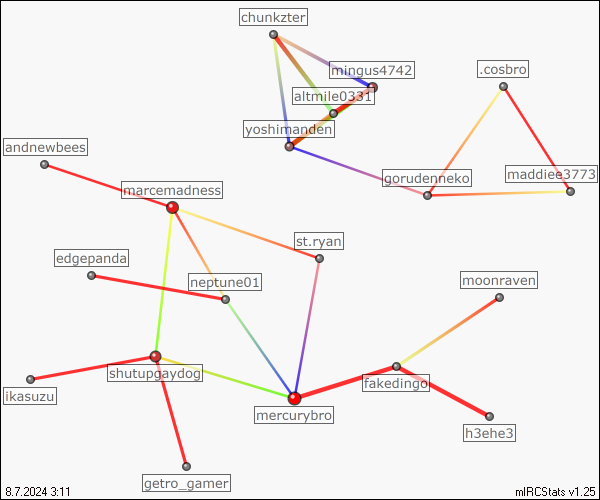 chunkzter
mingus4742
.cosbro
altmile0331
yoshimanden
andnewbees
gorudenneko
maddiee3773
marcemadness
st.ryan
edgepanda
neptune01
moonraven
shutupgaydog
fakedingo
ikasuzu
mercurybro
h3ehe3
getro_gamer
8.7.2024 3:11
mIRCStats v1.25